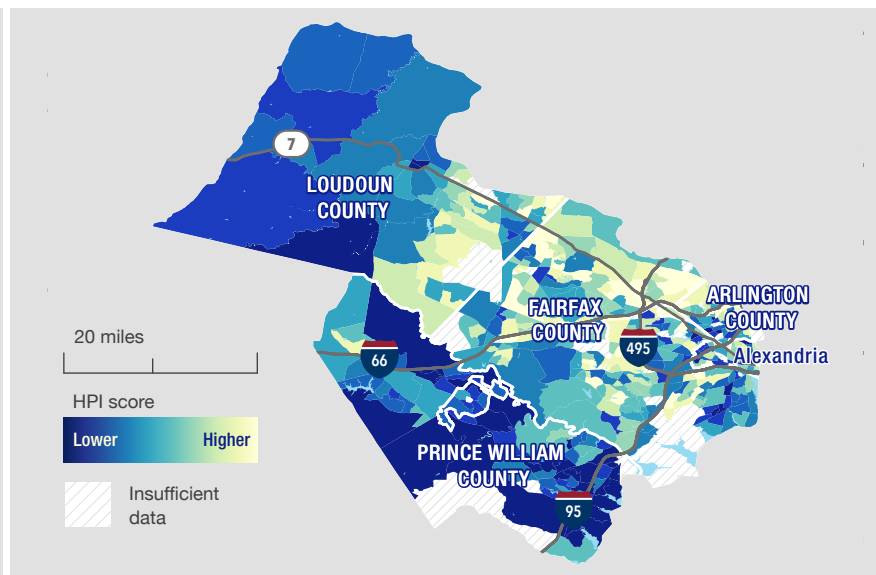 7
LOUDOUN
COUNTY
ARLINGTON
COUNTY
FAIRFAX
COUNTY
495
Alexandria
20 miles
66
HPI score
Lower
Higher
PRINCE WILLIAM
COUNTY
Insufficient
data
95